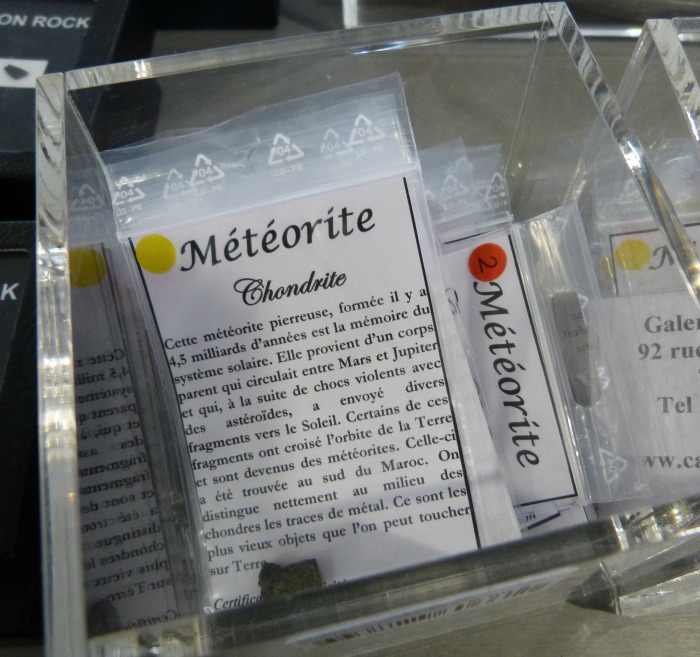 ON ROCK
K
04
LD-PE
Météorite
Chondrite
Cette météorite pierreuse, formée il y a
4,5 milliards d'années est la mémoire du
système solaire. Elle provient d'un corps
parent qui circulait entre Mars et Jupiter
et qui, à la suite de chocs violents avec
des astéroïdes, a envoyé divers
fragments vers le Soleil. Certains de ces
fragments ont croisé l'orbite de la Terre
et sont devenus des météorites. Celle-ci
a été trouvée au sud du Maroc. On
distingue nettement au milieu des
chondres les traces de métal. Ce sont les
plus vieux objets que l'on peut toucher
sur Terre
2
Météorite
M
Galer
92 rue
Tel
ww.ca